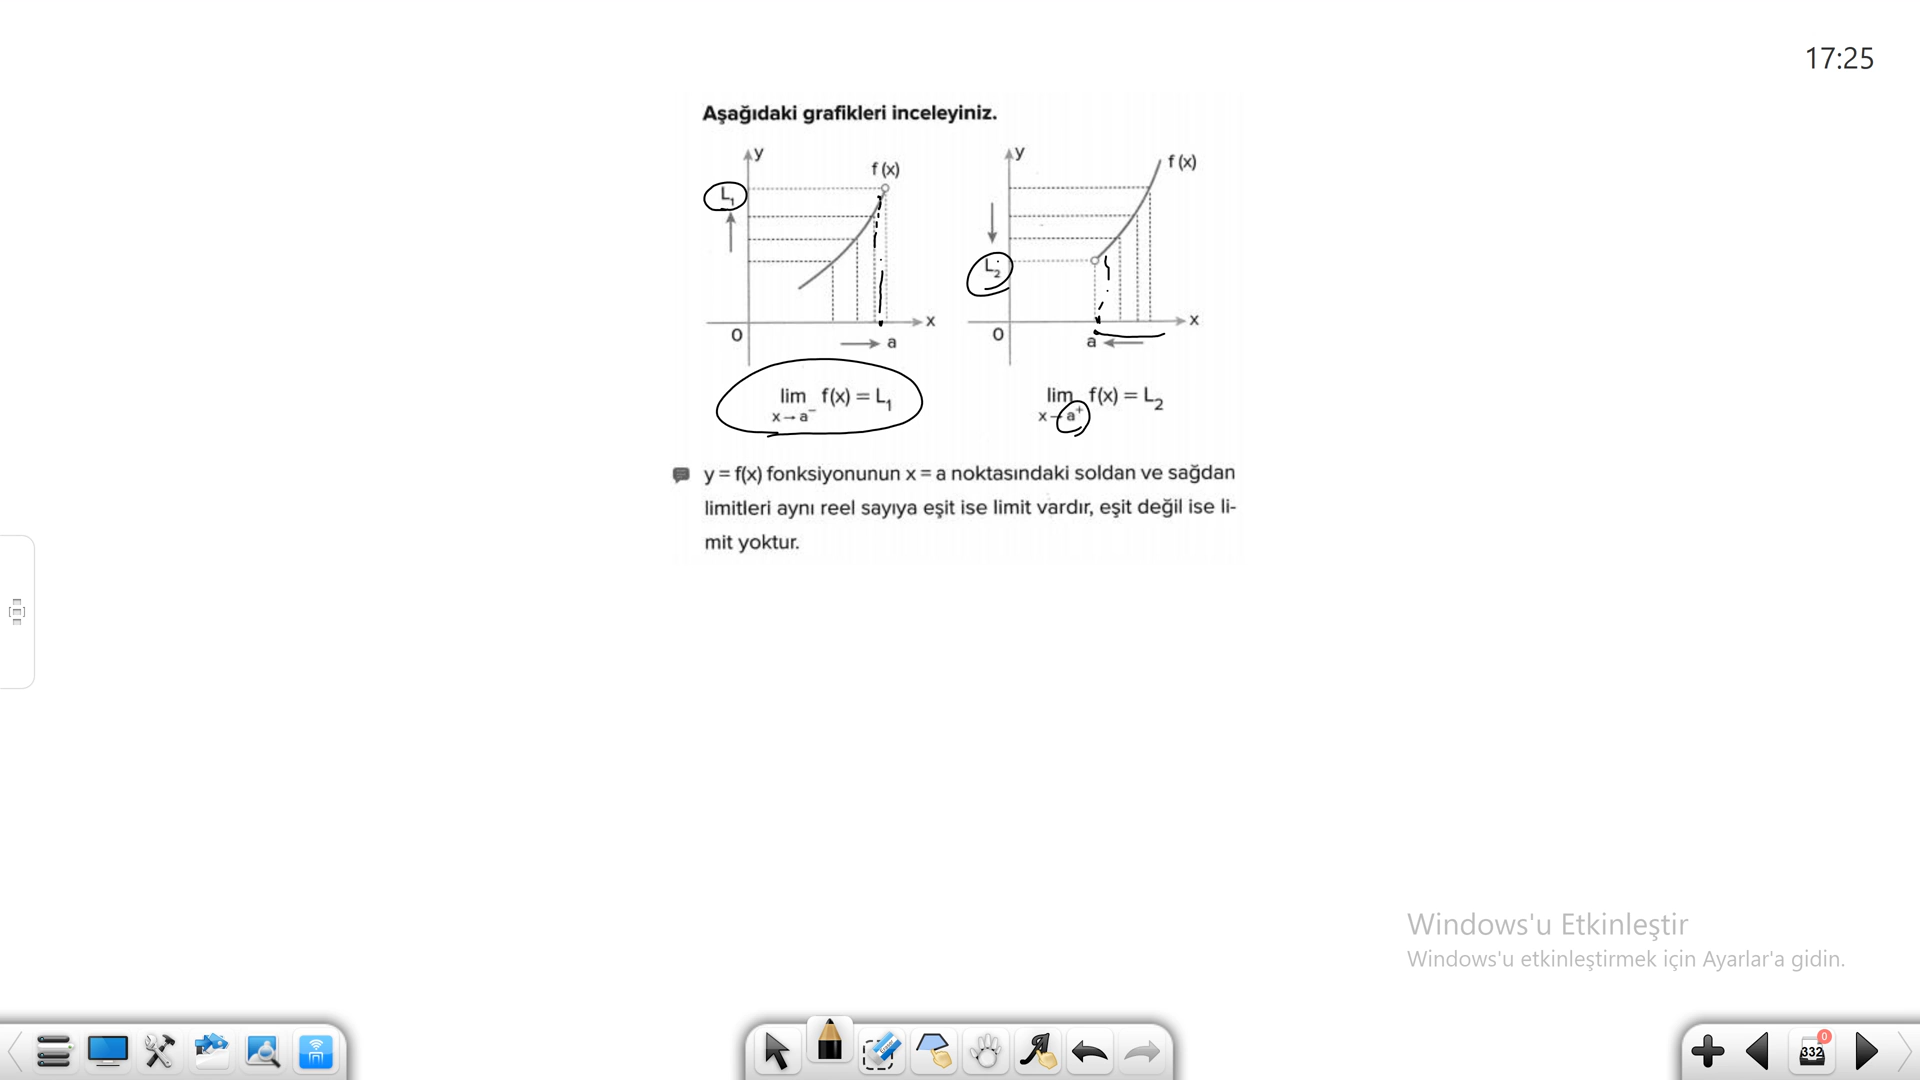 17:25
Aşağıdaki grafikleri inceleyiniz.
y
f (x)
L₁
O
x
a
lim f(x) = L₁
x→a⁻
y
f (x)
L₂
O
x
a
lim f(x) = L₂
x→a⁺
y = f(x) fonksiyonunun x = a noktasındaki soldan ve sağdan
limitleri aynı reel sayıya eşit ise limit vardır, eşit değil ise li-
mit yoktur.
Windows'u Etkinleştir
Windows'u etkinleştirmek için Ayarlar'a gidin.
0
332